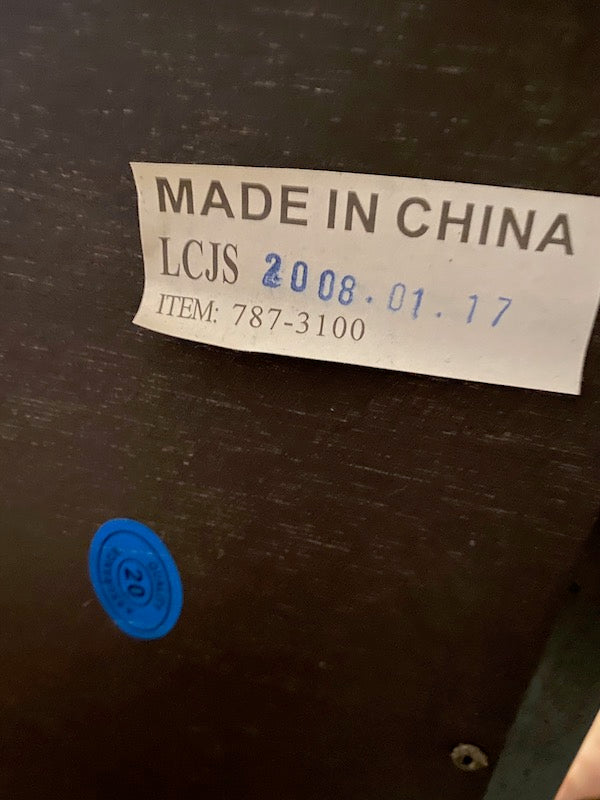 MADE IN CHINA
LCJS 2008.01.17
ITEM: 787-3100
20